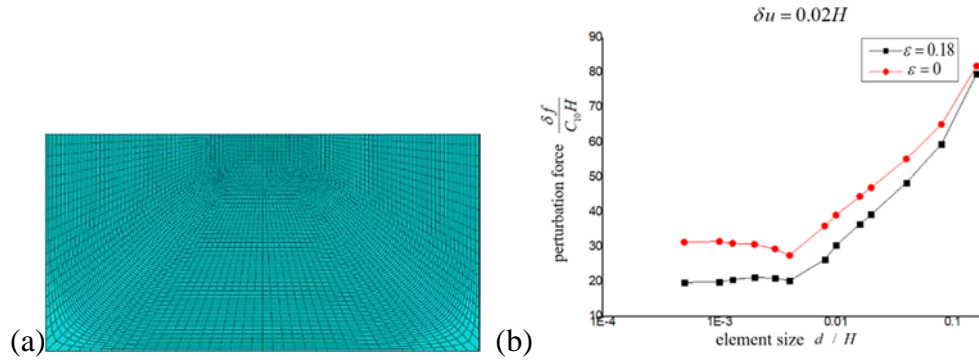 (a)
(b)
δu = 0.02H
90
80
70
60
50
40
30
20
10
perturbation force δf / C₁₀H
ε = 0.18
ε = 0
1E-4
1E-3
0.01
0.1
element size d / H